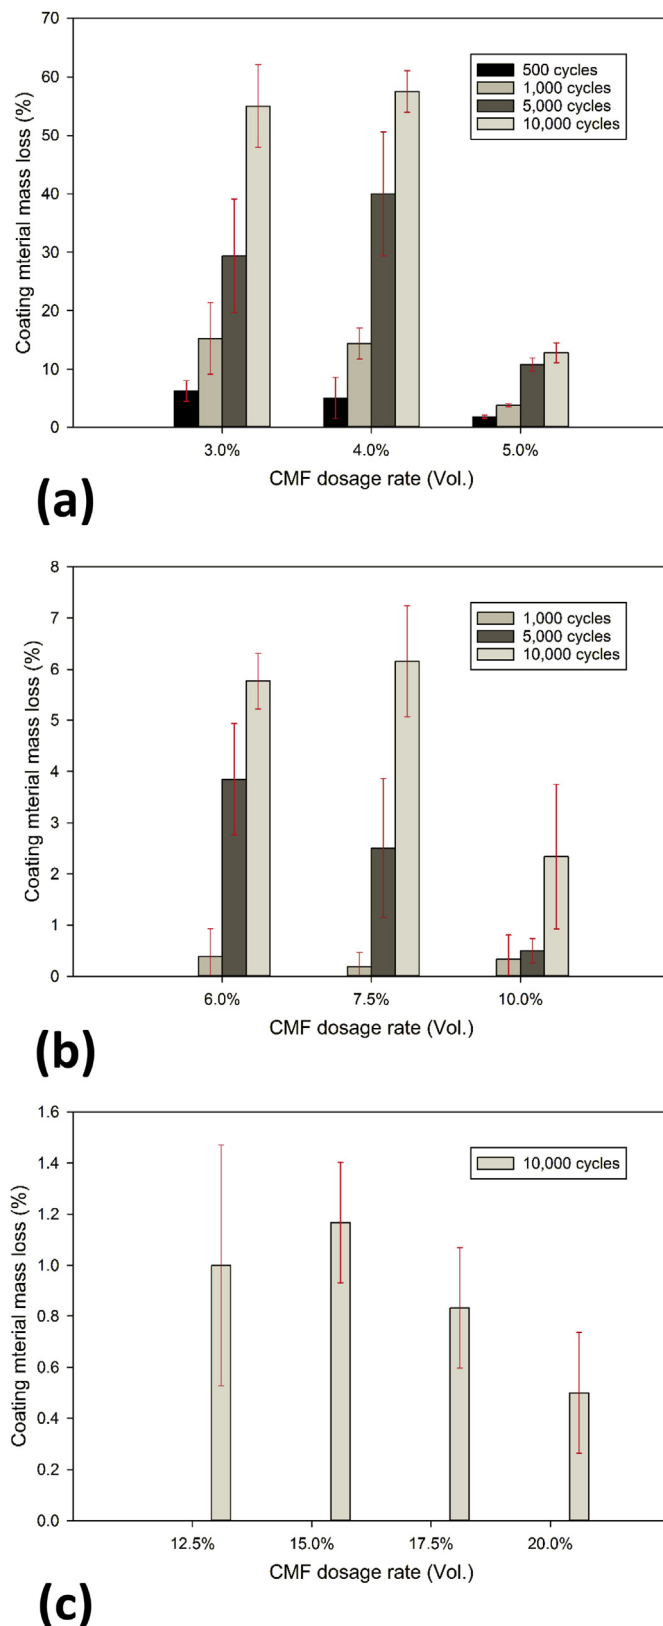 70
60
50
40
30
20
10
0
Coating mterial mass loss (%)
500 cycles
1,000 cycles
5,000 cycles
10,000 cycles
3.0% 4.0% 5.0%
CMF dosage rate (Vol.)
(a)
8
7
6
5
4
3
2
1
0
Coating mterial mass loss (%)
1,000 cycles
5,000 cycles
10,000 cycles
6.0% 7.5% 10.0%
CMF dosage rate (Vol.)
(b)
1.6
1.4
1.2
1.0
0.8
0.6
0.4
0.2
0.0
Coating mterial mass loss (%)
10,000 cycles
12.5% 15.0% 17.5% 20.0%
CMF dosage rate (Vol.)
(c)